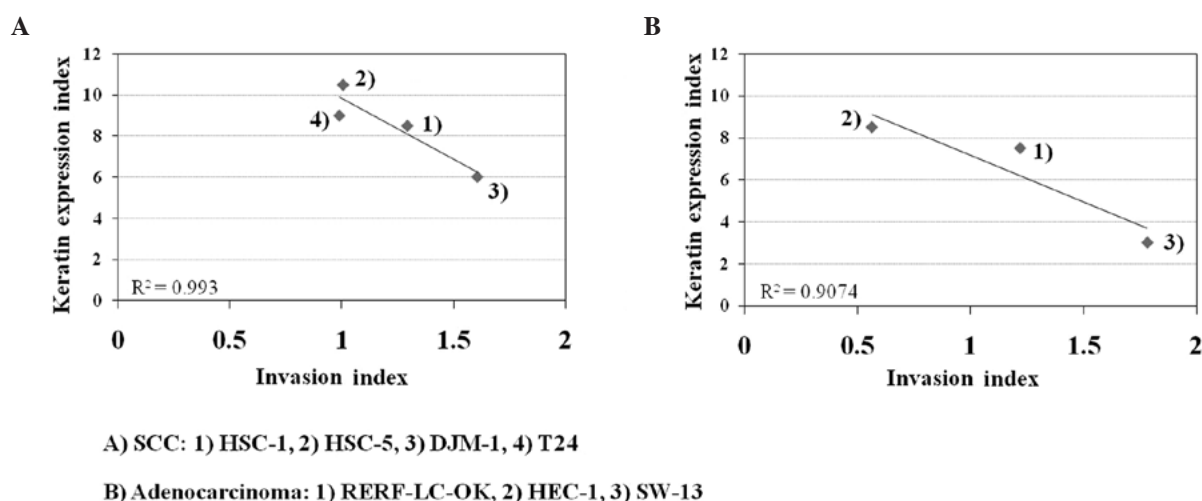 A
B
Keratin expression index
12
10
8
6
4
2
0
2)
4)
1)
3)
R² = 0.993
0 0.5 1 1.5 2
Invasion index
Keratin expression index
12
10
8
6
4
2
0
2)
1)
3)
R² = 0.9074
0 0.5 1 1.5 2
Invasion index
A) SCC: 1) HSC-1, 2) HSC-5, 3) DJM-1, 4) T24
B) Adenocarcinoma: 1) RERF-LC-OK, 2) HEC-1, 3) SW-13